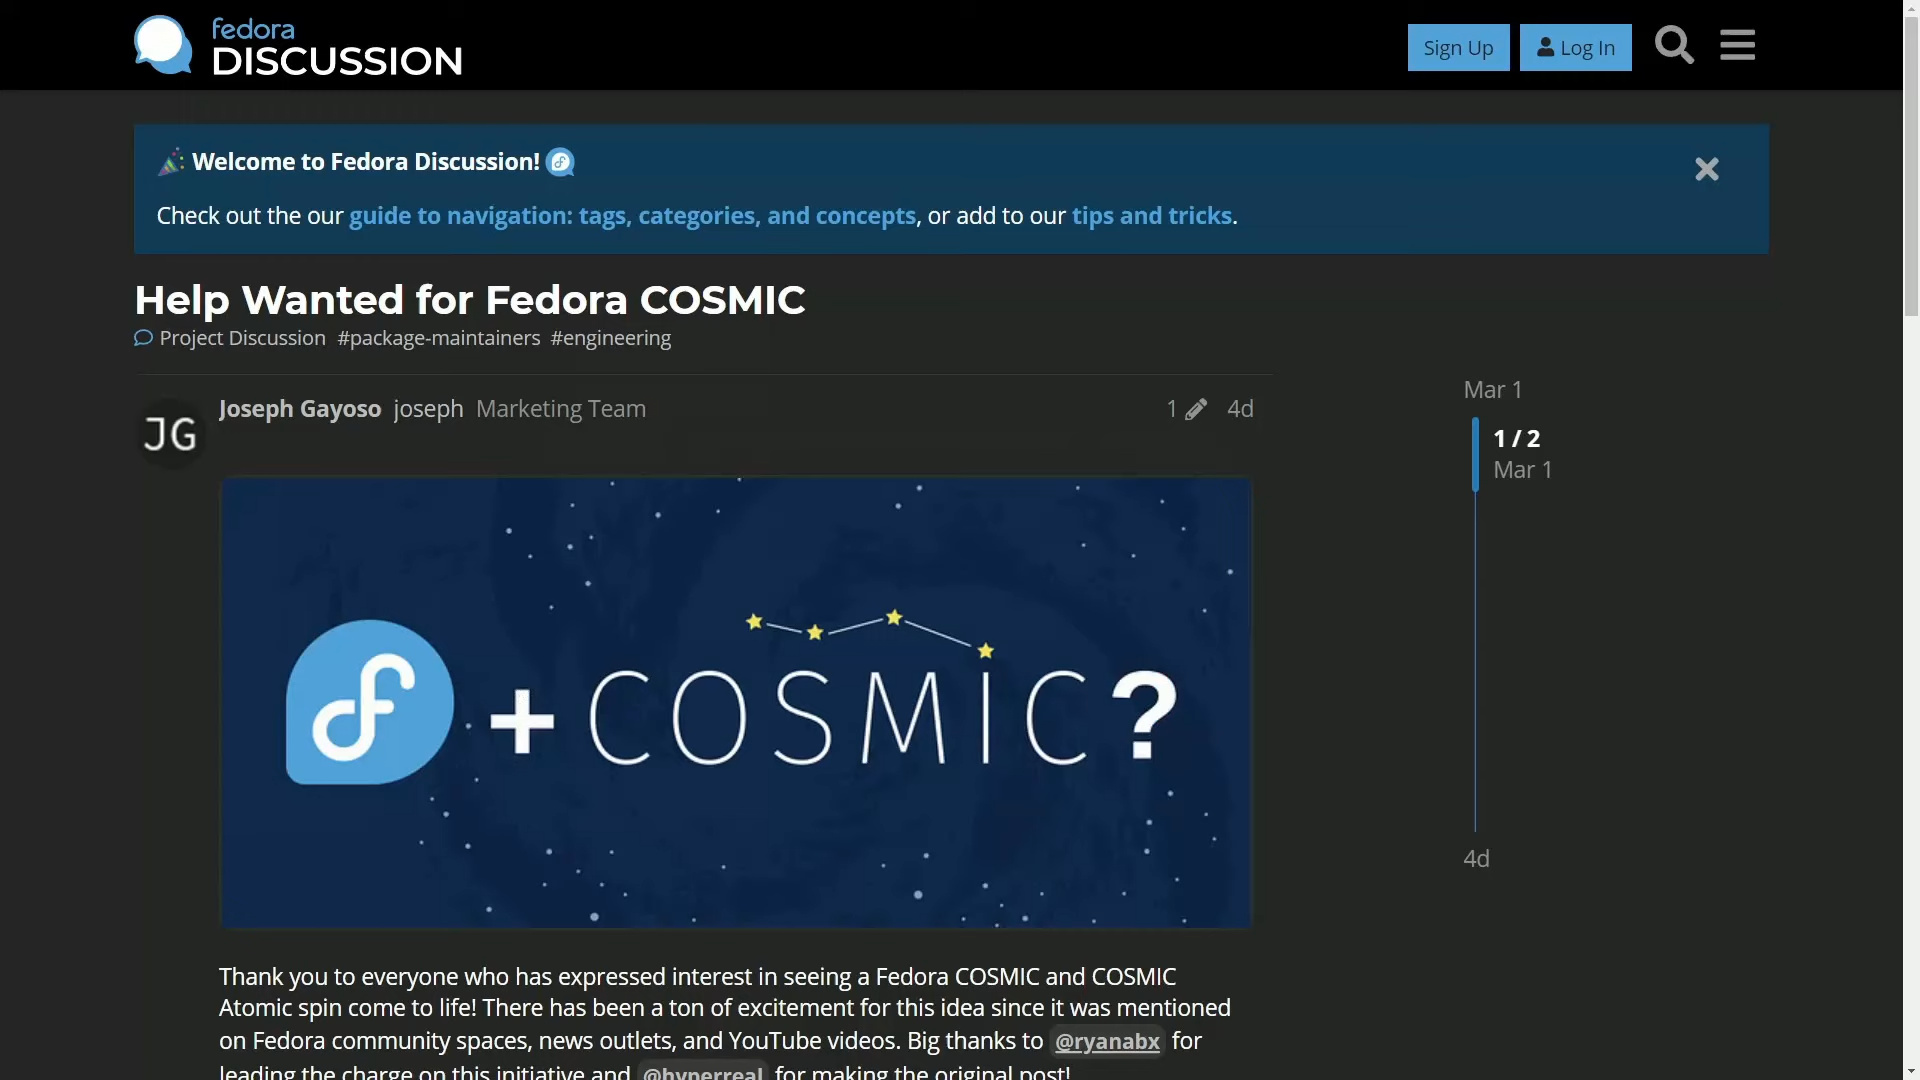 fedora
DISCUSSION
Sign Up
Log In
Welcome to Fedora Discussion!
Check out the our guide to navigation: tags, categories, and concepts, or add to our tips and tricks.
Help Wanted for Fedora COSMIC
Project Discussion #package-maintainers #engineering
JG
Joseph Gayoso joseph Marketing Team
1
4d
Mar 1
1 / 2
Mar 1
4d
+ COSMIC?
Thank you to everyone who has expressed interest in seeing a Fedora COSMIC and COSMIC
Atomic spin come to life! There has been a ton of excitement for this idea since it was mentioned
on Fedora community spaces, news outlets, and YouTube videos. Big thanks to @ryanabx for
leading the charge on this initiative and @hyperreal for making the original post!